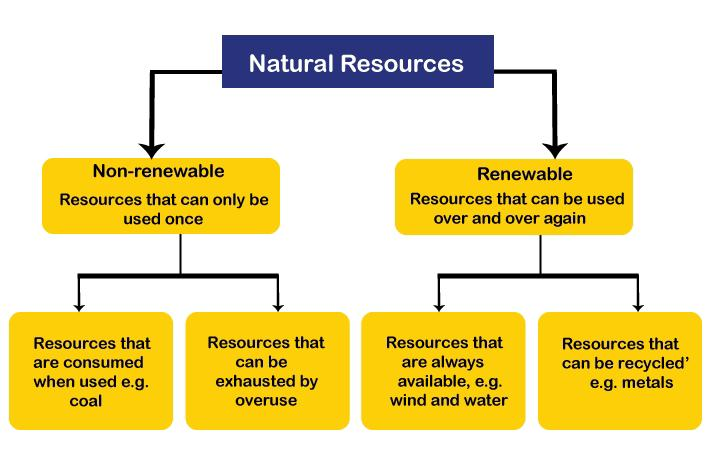 Natural Resources
Non-renewable
Resources that can only be
used once
Renewable
Resources that can be used
over and over again
Resources that
are consumed
when used e.g.
coal
Resources that
can be
exhausted by
overuse
Resources that
are always
available, e.g.
wind and water
Resources that
can be recycled’
e.g. metals